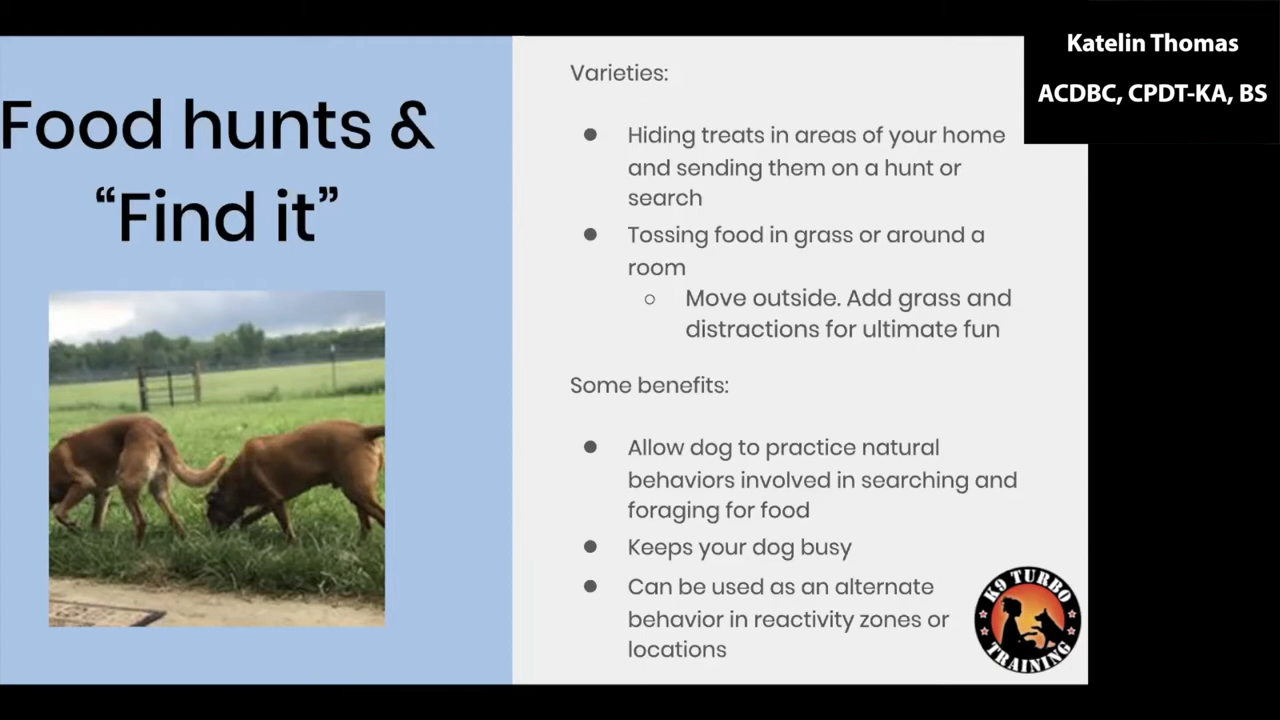 Food hunts &
“Find it”
Varieties:
● Hiding treats in areas of your home
and sending them on a hunt or
search
● Tossing food in grass or around a
room
○ Move outside. Add grass and
distractions for ultimate fun
Some benefits:
● Allow dog to practice natural
behaviors involved in searching and
foraging for food
● Keeps your dog busy
● Can be used as an alternate
behavior in reactivity zones or
locations
K9 TURBO
TRAINING
Katelin Thomas
ACDBC, CPDT-KA, BS